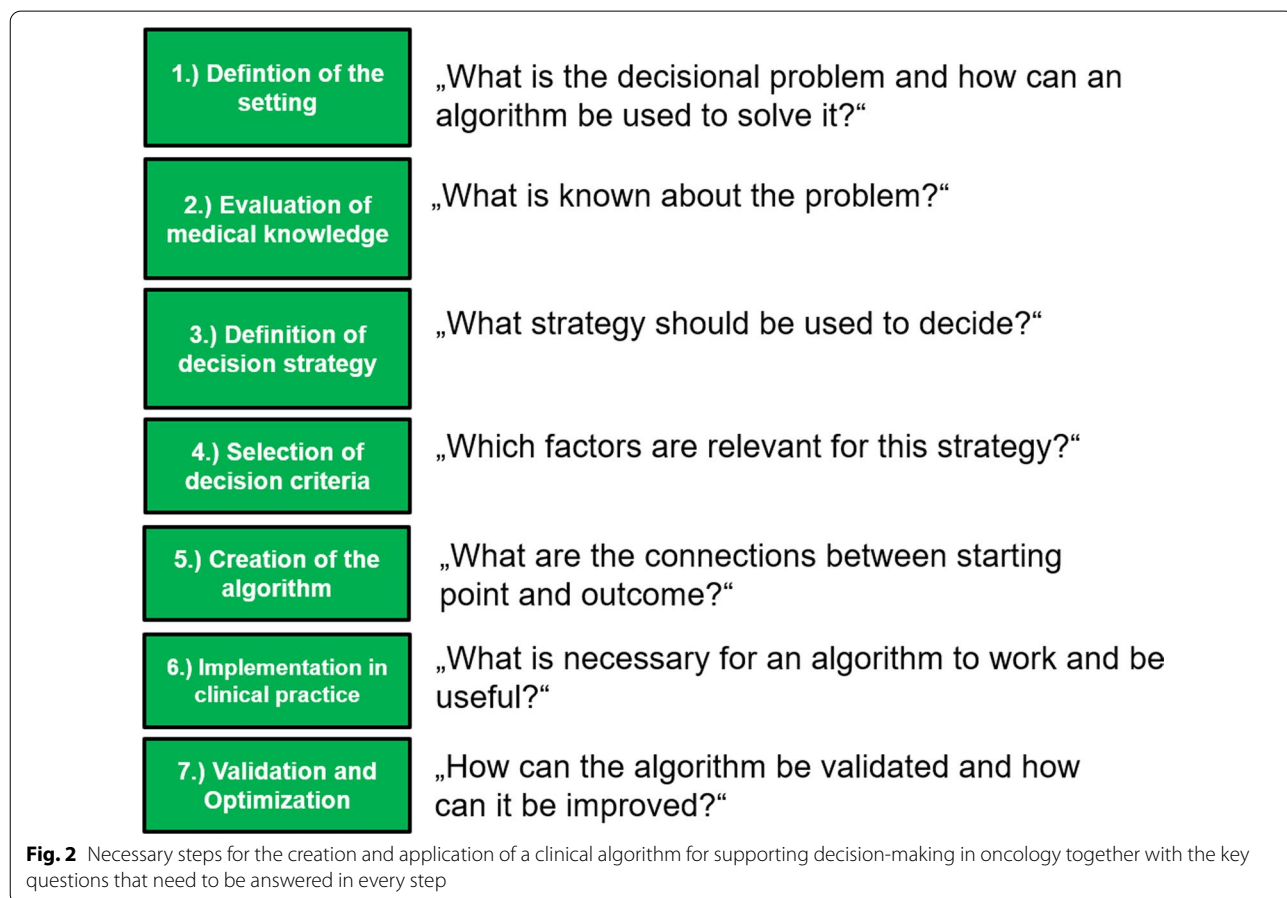 1.) Defintion of the
setting
„What is the decisional problem and how can an
algorithm be used to solve it?“
2.) Evaluation of
medical knowledge
„What is known about the problem?“
3.) Definition of
decision strategy
„What strategy should be used to decide?“
4.) Selection of
decision criteria
„Which factors are relevant for this strategy?“
5.) Creation of the
algorithm
„What are the connections between starting
point and outcome?“
6.) Implementation in
clinical practice
„What is necessary for an algorithm to work and be
useful?“
7.) Validation and
Optimization
„How can the algorithm be validated and how
can it be improved?“
Fig. 2 Necessary steps for the creation and application of a clinical algorithm for supporting decision-making in oncology together with the key
questions that need to be answered in every step